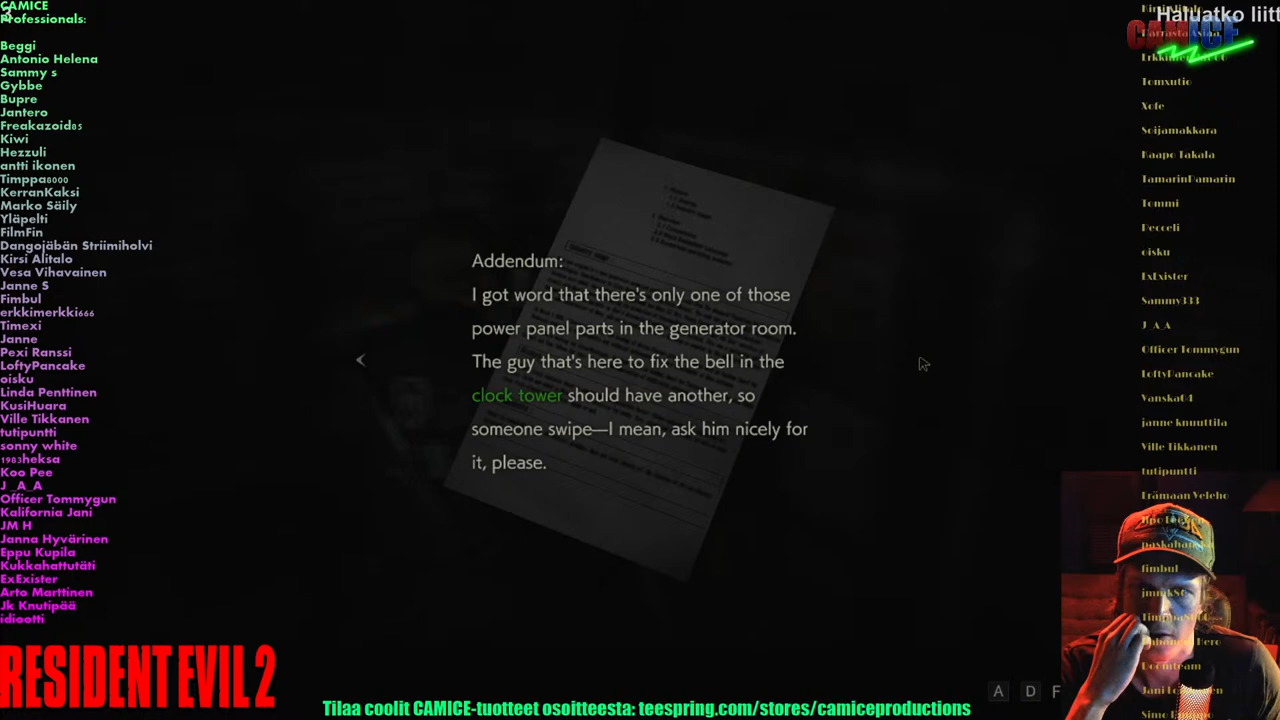 CAMICE
Professionals:
Beggi
Antonio Helena
Sammy s
Gybbe
Bupre
Jantero
Freakazoid85
Kiwi
Hezzuli
antti ikonen
Timppa8000
KerranKaksi
Marko Säily
Yläpelti
FilmFin
Dangojäbän Striimiholvi
Kirsi Alitalo
Vesa Vihavainen
Janne S
Fimbul
erkkimerkki666
Timexi
Janne
Pexi Ranssi
LoftyPancake
oisku
Linda Penttinen
KusiHuara
Ville Tikkanen
tutipuntti
sonny white
1983heksa
Koo Pee
J_A_A
Officer Tommygun
Kalifornia Jani
JM H
Janna Hyvärinen
Eppu Kupila
Kukkahattutäti
ExExister
Arto Marttinen
Jk Knutipää
idiootti
RESIDENT EVIL 2
Addendum:
I got word that there's only one of those
power panel parts in the generator room.
The guy that's here to fix the bell in the
clock tower should have another, so
someone swipe—I mean, ask him nicely for
it, please.
A D F
Tilaa coolit CAMICE-tuotteet osoitteesta: teespring.com/stores/camiceproductions
Haluatko liitt
CAMICE
Tomxutio
Xofe
Soijamakkara
Kaapo Takala
TamarinPamarin
Tommi
Pecceli
oisku
ExExister
Sammy333
J_A_A
Officer Tommygun
LoftyPancake
Vanska64
janne knuuttila
Ville Tikkanen
tutipuntti
Erämaan Veleho
fimbul